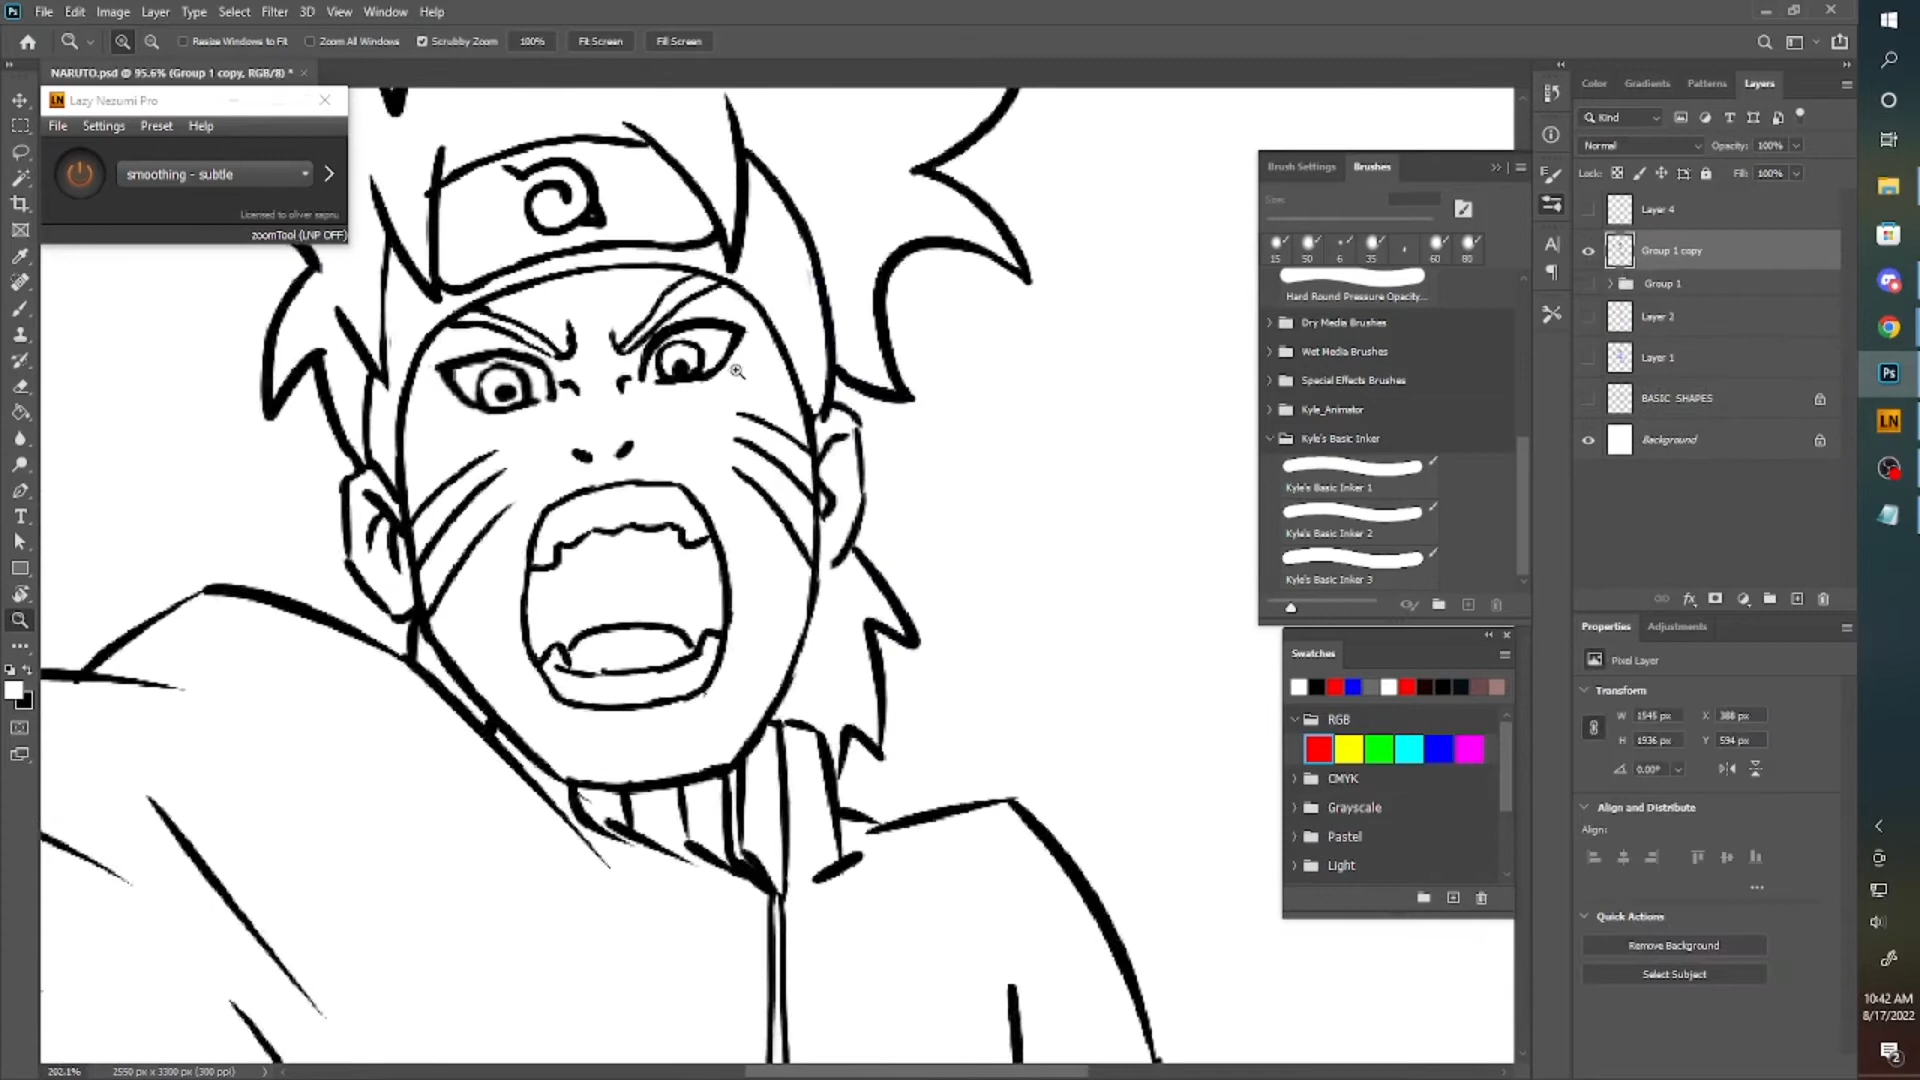 Ps File Edit Image Layer Type Select Filter 3D View Window Help
Resize Windows to Fit Zoom All Windows Scrubby Zoom 100% Fit Screen Fill Screen
NARUTO.psd @ 95.6% (Group 1 copy, RGB/8) *
LN Lazy Nezumi Pro
File Settings Preset Help
smoothing - subtle
Licensed to oliver sapnu
zoomTool (LNP OFF)
Brush Settings Brushes
Size:
15 50 6 35 60 80
Hard Round Pressure Opacity...
Dry Media Brushes
Wet Media Brushes
Special Effects Brushes
Kyle_Animator
Kyle's Basic Inker
Kyle's Basic Inker 1
Kyle's Basic Inker 2
Kyle's Basic Inker 3
Swatches
RGB
CMYK
Grayscale
Pastel
Light
Color Gradients Patterns Layers
Kind
Normal Opacity: 100%
Lock: Fill: 100%
Layer 4
Group 1 copy
Group 1
Layer 2
Layer 1
BASIC SHAPES
Background
fx
Properties Adjustments
Pixel Layer
Transform
W 1545 px X 388 px
H 1936 px Y 594 px
0.00°
Align and Distribute
Align:
Quick Actions
Remove Background
Select Subject
202.1% 2550 px x 3300 px (300 ppi)
Ps
LN
10:42 AM
8/17/2022
2